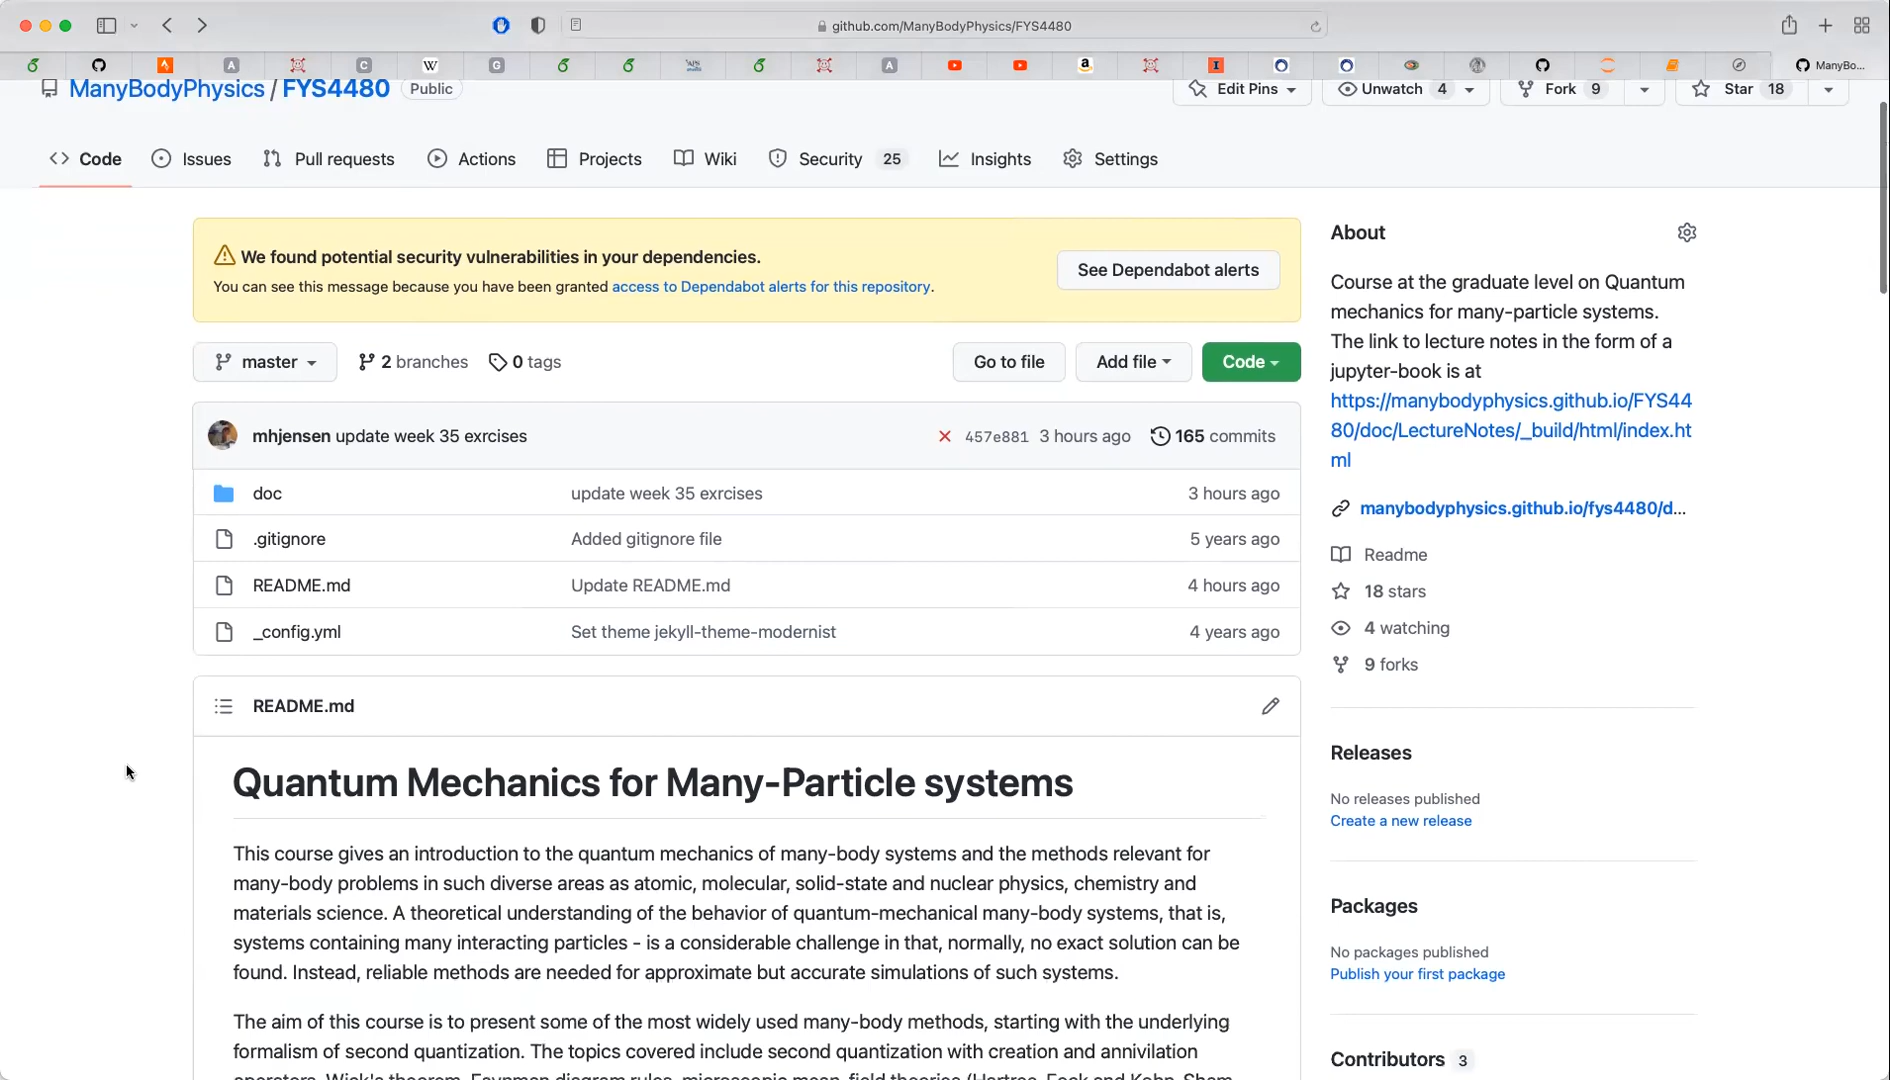 github.com/ManyBodyPhysics/FYS4480
ManyBo...
ManyBodyPhysics / FYS4480 Public
Edit Pins Unwatch 4 Fork 9 Star 18
Code Issues Pull requests Actions Projects Wiki Security 25 Insights Settings
We found potential security vulnerabilities in your dependencies.
You can see this message because you have been granted access to Dependabot alerts for this repository.
See Dependabot alerts
master 2 branches 0 tags Go to file Add file Code
mhjensen update week 35 exrcises 457e881 3 hours ago 165 commits
doc update week 35 exrcises 3 hours ago
.gitignore Added gitignore file 5 years ago
README.md Update README.md 4 hours ago
_config.yml Set theme jekyll-theme-modernist 4 years ago
README.md
Quantum Mechanics for Many-Particle systems
This course gives an introduction to the quantum mechanics of many-body systems and the methods relevant for
many-body problems in such diverse areas as atomic, molecular, solid-state and nuclear physics, chemistry and
materials science. A theoretical understanding of the behavior of quantum-mechanical many-body systems, that is,
systems containing many interacting particles - is a considerable challenge in that, normally, no exact solution can be
found. Instead, reliable methods are needed for approximate but accurate simulations of such systems.
The aim of this course is to present some of the most widely used many-body methods, starting with the underlying
formalism of second quantization. The topics covered include second quantization with creation and annivilation
operators, Wick's theorem, Feynman diagram rules, microscopic mean-field theories (Hartree-Fock and Kohn-Sham
About
Course at the graduate level on Quantum
mechanics for many-particle systems.
The link to lecture notes in the form of a
jupyter-book is at
https://manybodyphysics.github.io/FYS44
80/doc/LectureNotes/_build/html/index.ht
ml
manybodyphysics.github.io/fys4480/d...
Readme
18 stars
4 watching
9 forks
Releases
No releases published
Create a new release
Packages
No packages published
Publish your first package
Contributors 3